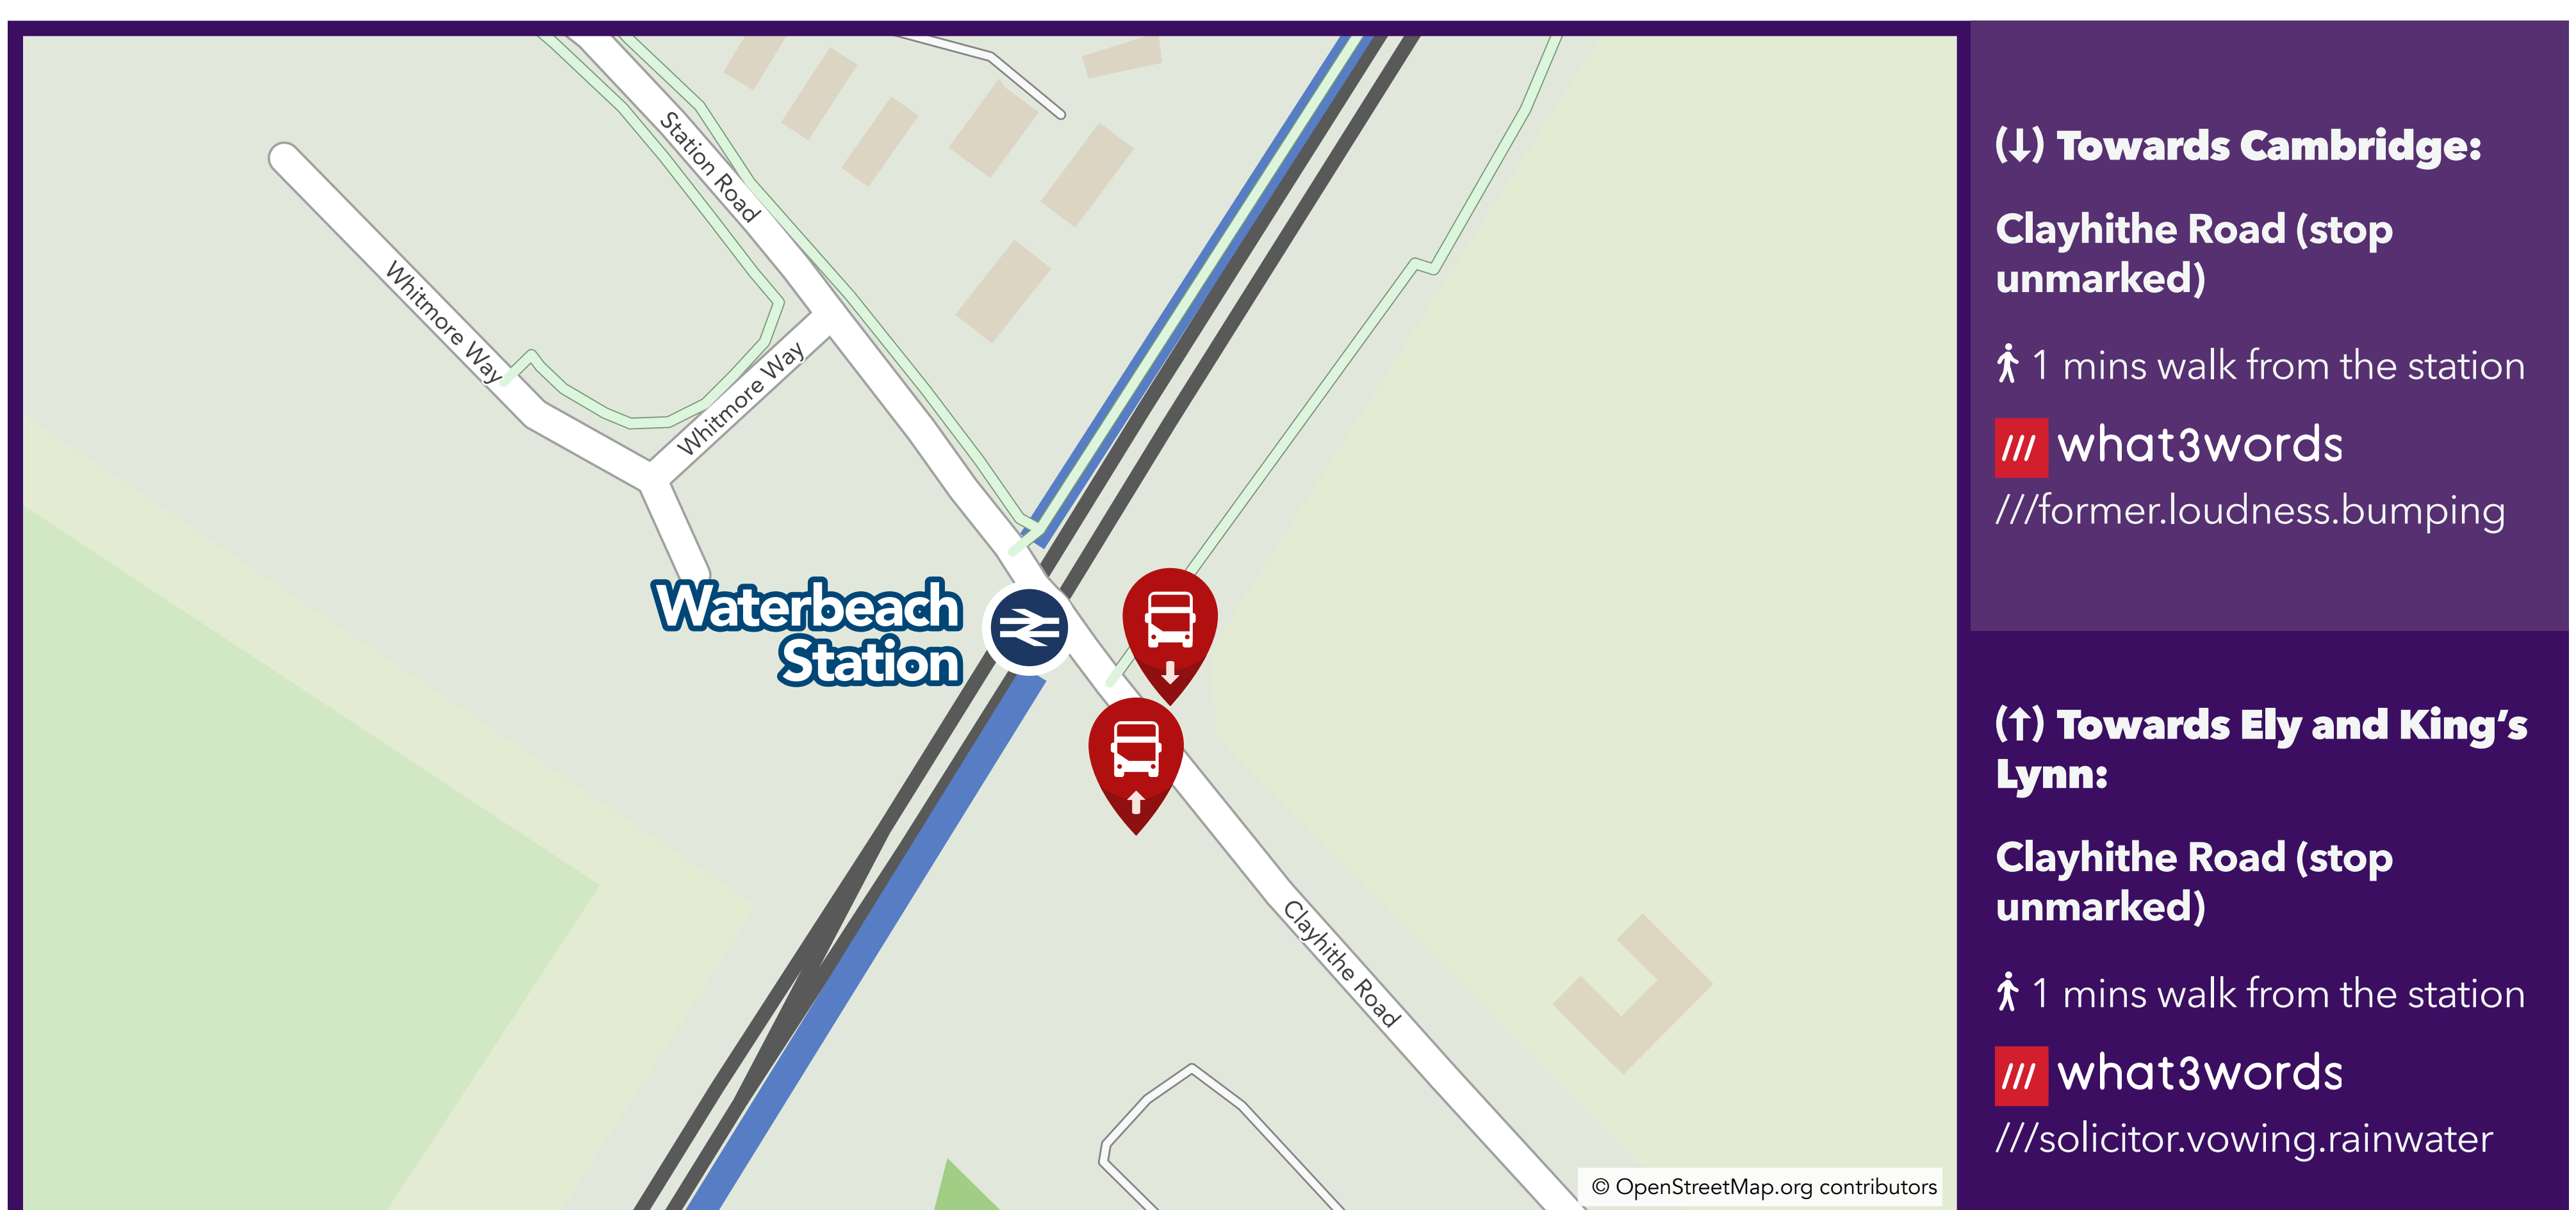 Station Road
Whitmore Way
Whitmore Way
Waterbeach
Station
Clayhithe Road
© OpenStreetMap.org contributors
(↓) Towards Cambridge:
Clayhithe Road (stop
unmarked)
1 mins walk from the station
/// what3words
///former.loudness.bumping
(↑) Towards Ely and King’s
Lynn:
Clayhithe Road (stop
unmarked)
1 mins walk from the station
/// what3words
///solicitor.vowing.rainwater